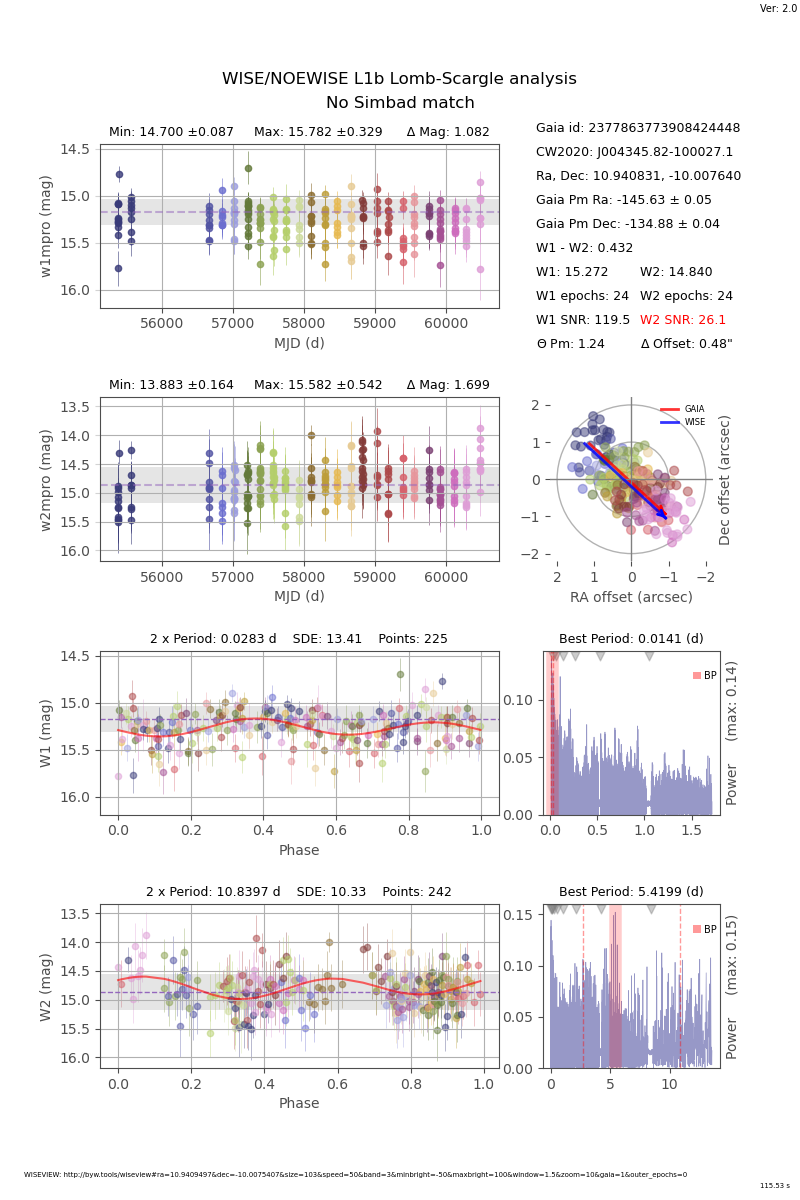 Ver: 2.0
WISE/NOEWISE L1b Lomb-Scargle analysis
No Simbad match
Min: 14.700 ±0.087 Max: 15.782 ±0.329 Δ Mag: 1.082
14.5
15.0
15.5
16.0
w1mpro (mag)
56000 57000 58000 59000 60000
MJD (d)
Gaia id: 2377863773908424448
CW2020: J004345.82-100027.1
Ra, Dec: 10.940831, -10.007640
Gaia Pm Ra: -145.63 ± 0.05
Gaia Pm Dec: -134.88 ± 0.04
W1 - W2: 0.432
W1: 15.272 W2: 14.840
W1 epochs: 24 W2 epochs: 24
W1 SNR: 119.5 W2 SNR: 26.1
Θ Pm: 1.24 Δ Offset: 0.48"
Min: 13.883 ±0.164 Max: 15.582 ±0.542 Δ Mag: 1.699
13.5
14.0
14.5
15.0
15.5
16.0
w2mpro (mag)
56000 57000 58000 59000 60000
MJD (d)
GAIA
WISE
2
1
0
−1
−2
Dec offset (arcsec)
2 1 0 −1 −2
RA offset (arcsec)
2 x Period: 0.0283 d SDE: 13.41 Points: 225
14.5
15.0
15.5
16.0
W1 (mag)
0.0 0.2 0.4 0.6 0.8 1.0
Phase
Best Period: 0.0141 (d)
BP
0.10
0.05
0.00
Power (max: 0.14)
0.0 0.5 1.0 1.5
2 x Period: 10.8397 d SDE: 10.33 Points: 242
13.5
14.0
14.5
15.0
15.5
16.0
W2 (mag)
0.0 0.2 0.4 0.6 0.8 1.0
Phase
Best Period: 5.4199 (d)
BP
0.15
0.10
0.05
0.00
Power (max: 0.15)
0 5 10
WISEVIEW: http://byw.tools/wiseview#ra=10.9409497&dec=-10.0075407&size=103&speed=50&band=3&minbright=-50&maxbright=100&window=1.5&zoom=10&gaia=1&outer_epochs=0
115.53 s